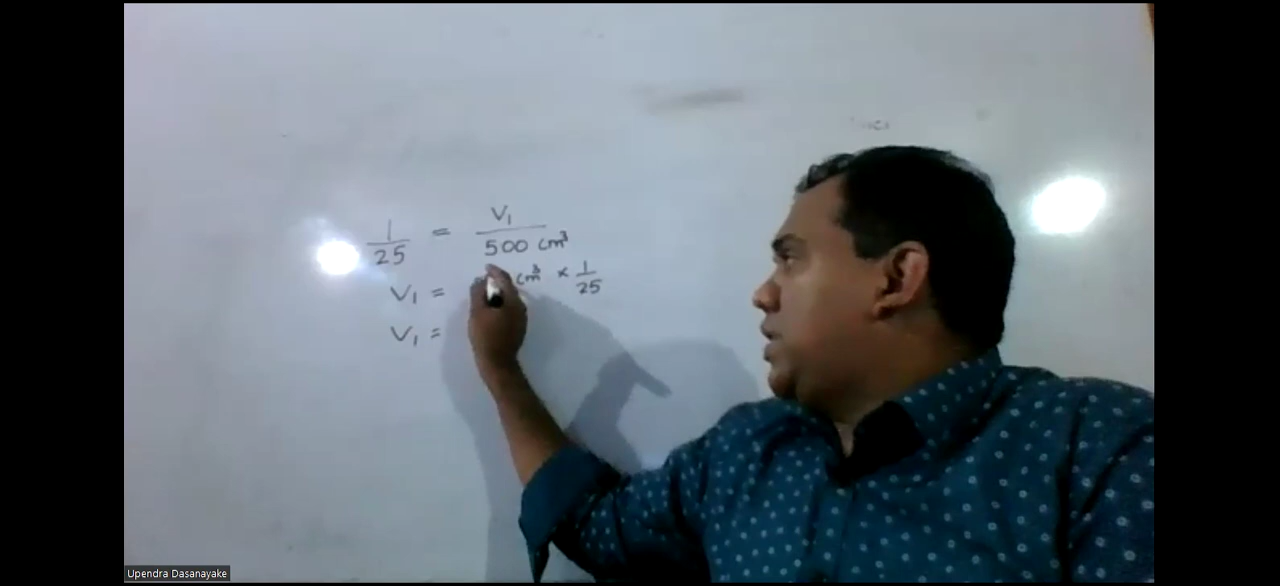 1/25 = V₁/500 cm³
V₁ = cm³ × 1/25
V₁ =
Upendra Dasanayake